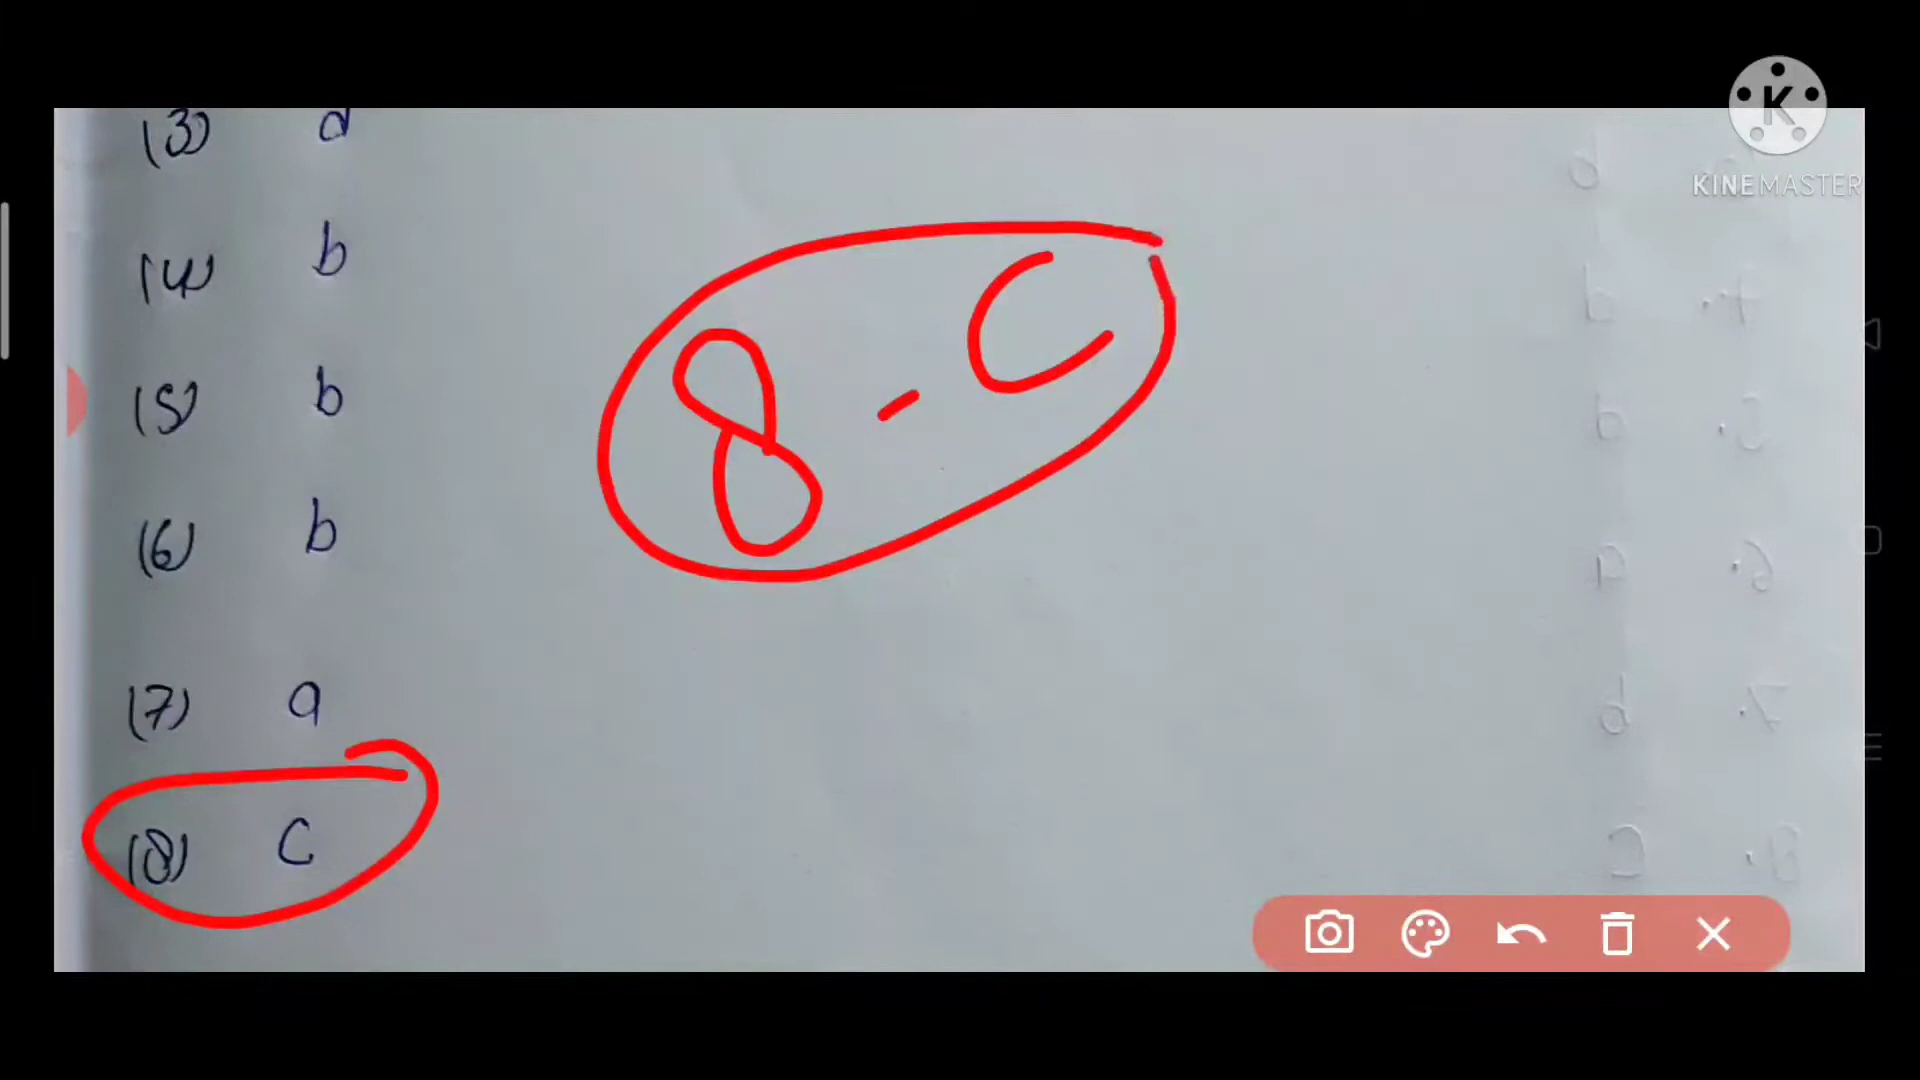 (3) d
(4) b
(5) b
(6) b
(7) a
(8) C
8 - C
K
KINEMASTER